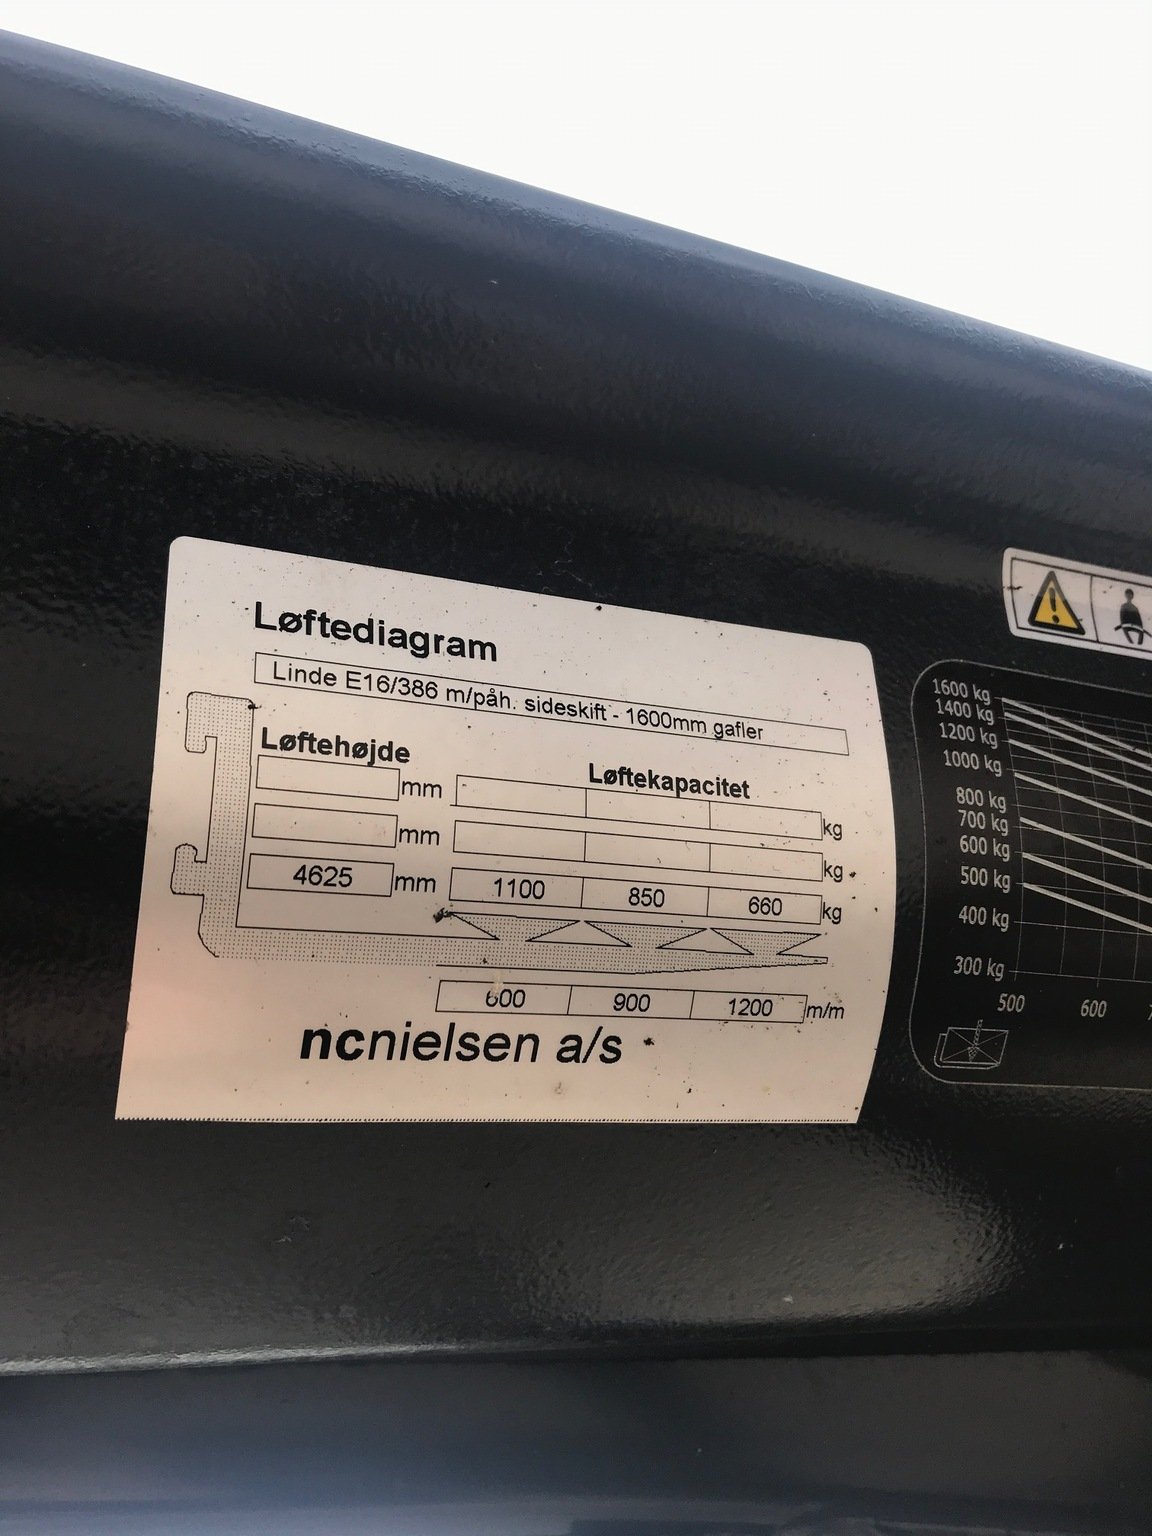 Løftediagram
Linde E16/386 m/påh. sideskift - 1600mm gafler
Løftehøjde
Løftekapacitet
mm
kg
mm
kg
4625 mm 1100 850 660 kg
600 900 1200 m/m
ncnielsen a/s
1600 kg
1400 kg
1200 kg
1000 kg
800 kg
700 kg
600 kg
500 kg
400 kg
300 kg
500 600